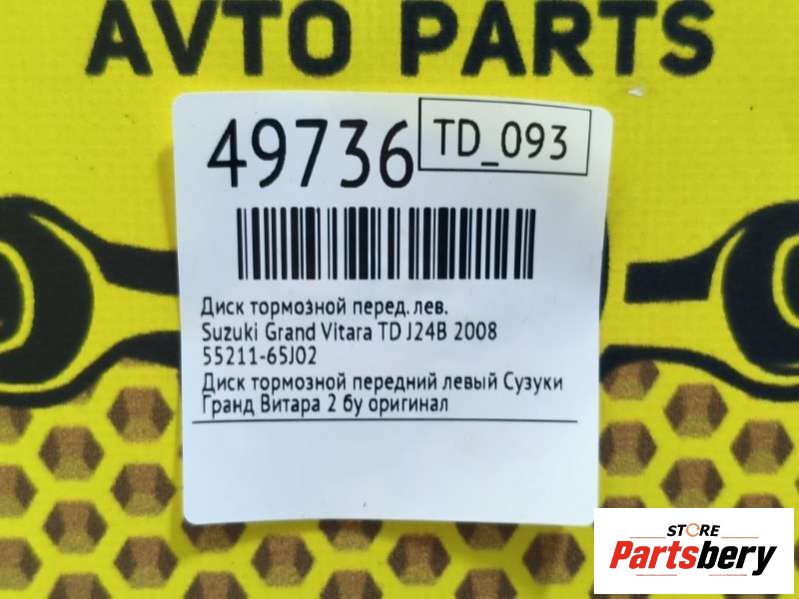 AVTO PARTS
49736
TD_093
Диск тормозной перед. лев.
Suzuki Grand Vitara TD J24B 2008
55211-65J02
Диск тормозной передний левый Сузуки
Гранд Витара 2 бу оригинал
STORE
Partsbery